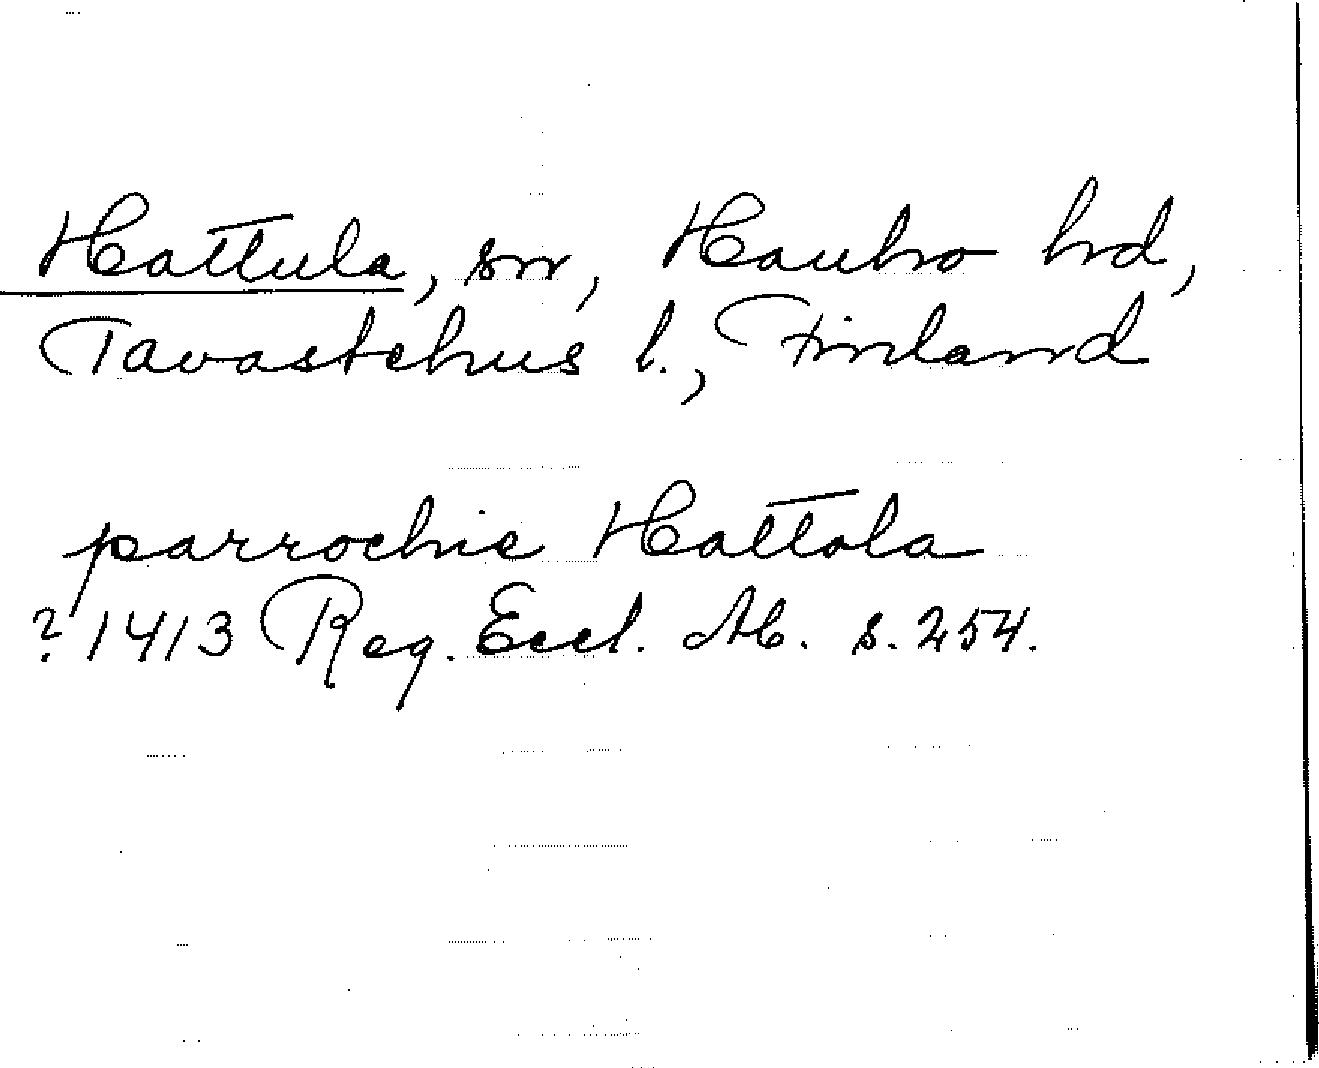 Hattula, sn, Hauho hd,
Tavastehus l., Finland
parrochie Hattola
? 1413 Reg. Eccl. Ab. s. 254.